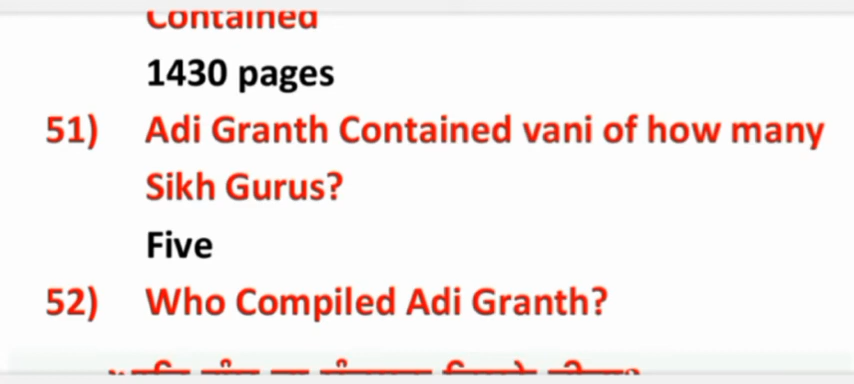 Contained
1430 pages
51) Adi Granth Contained vani of how many
Sikh Gurus?
Five
52) Who Compiled Adi Granth?